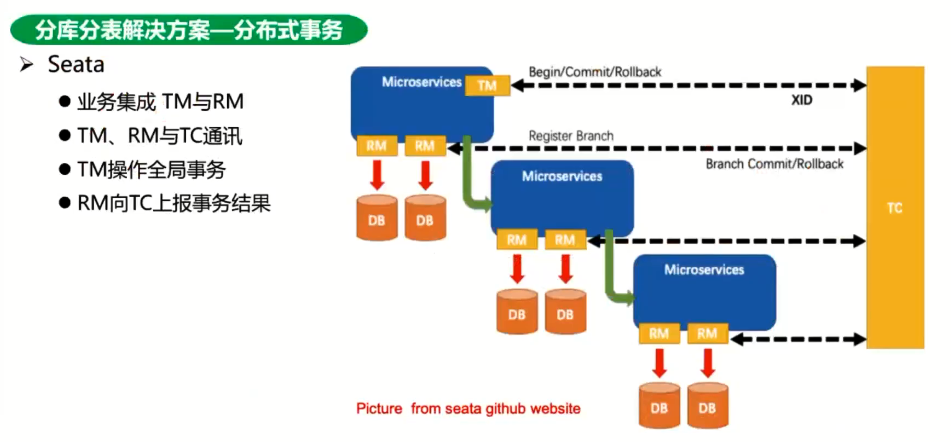 分库分表解决方案—分布式事务
➢ Seata
● 业务集成 TM与RM
● TM、RM与TC通讯
● TM操作全局事务
● RM向TC上报事务结果
Microservices
TM
Begin/Commit/Rollback
XID
RM
RM
Register Branch
Branch Commit/Rollback
DB
DB
Microservices
TC
RM
RM
DB
DB
Microservices
RM
RM
DB
DB
Picture from seata github website